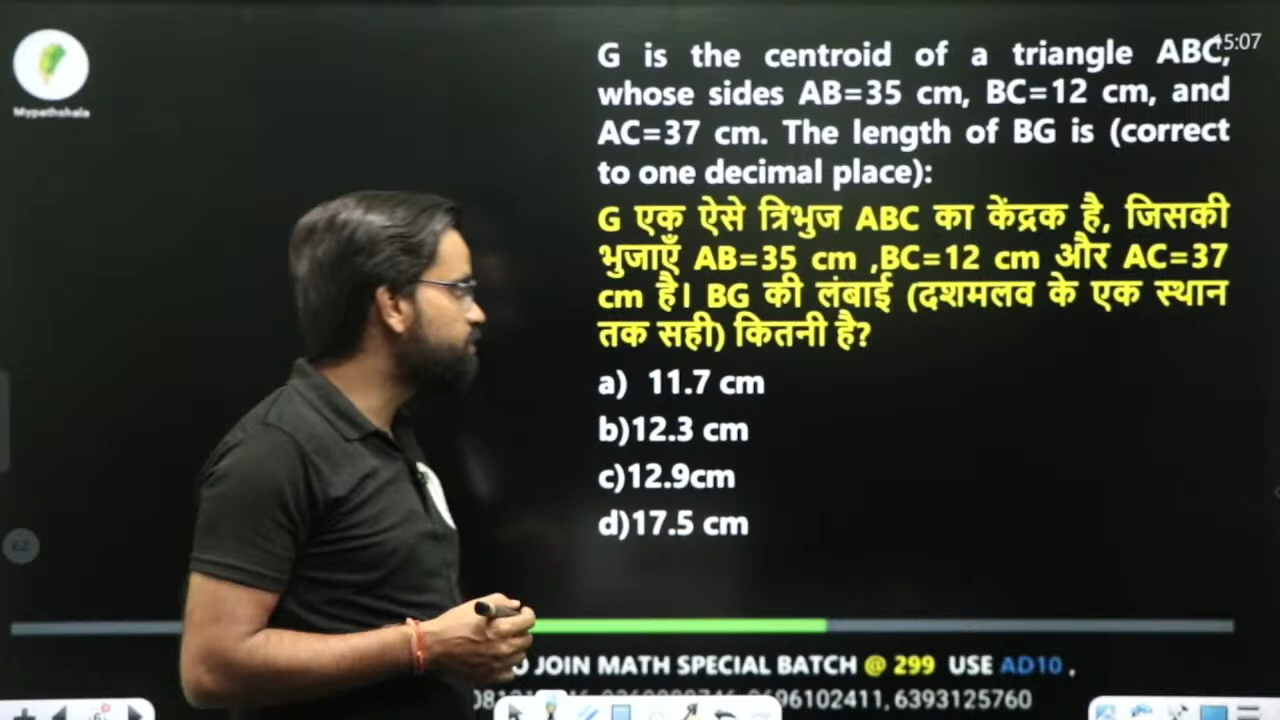 15:07
Mypathshala
G is the centroid of a triangle ABC,
whose sides AB=35 cm, BC=12 cm, and
AC=37 cm. The length of BG is (correct
to one decimal place):
G एक ऐसे त्रिभुज ABC का केंद्रक है, जिसकी
भुजाएँ AB=35 cm ,BC=12 cm और AC=37
cm है। BG की लंबाई (दशमलव के एक स्थान
तक सही) कितनी है?
a) 11.7 cm
b)12.3 cm
c)12.9cm
d)17.5 cm
JOIN MATH SPECIAL BATCH @ 299 USE AD10 .
6393125760